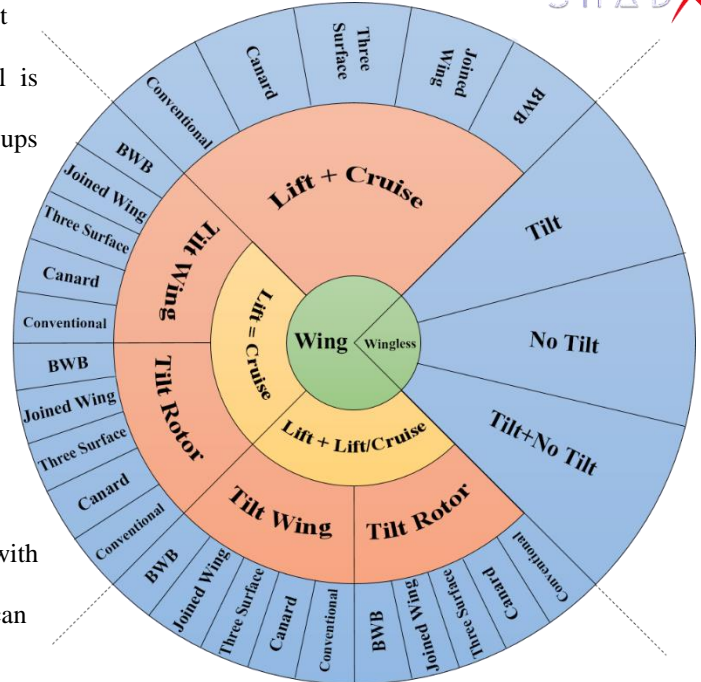 t
l is
ups
with
can
Wing
Wingless
Lift + Cruise
Lift = Cruise
Lift + Lift/Cruise
Tilt Wing
Tilt Rotor
Tilt Wing
Tilt Rotor
Conventional
Canard
Three
Surface
Joined
Wing
BWB
Tilt
No Tilt
Tilt+No Tilt
Conventional
Canard
Three Surface
Joined Wing
BWB
Conventional
Canard
Three Surface
Joined Wing
BWB
Conventional
Canard
Three Surface
Joined Wing
BWB
Conventional
Canard
Three Surface
Joined Wing
BWB